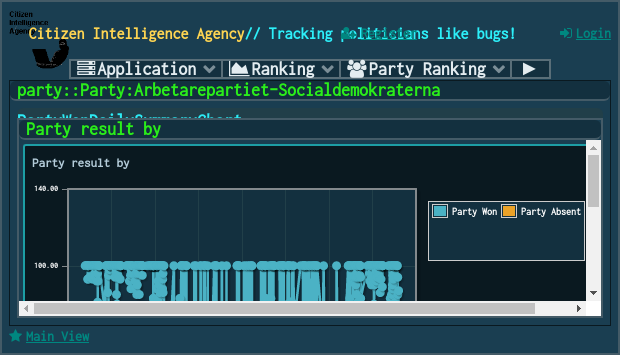 Citizen
Intelligence
Agency
Citizen Intelligence Agency// Tracking politicians like bugs!
Login
Application
Ranking
Party Ranking
party::Party:Arbetarepartiet-Socialdemokraterna
PartyWonDailySummaryChart
Party result by
Party result by
140.00
100.00
Party Won
Party Absent
Main View